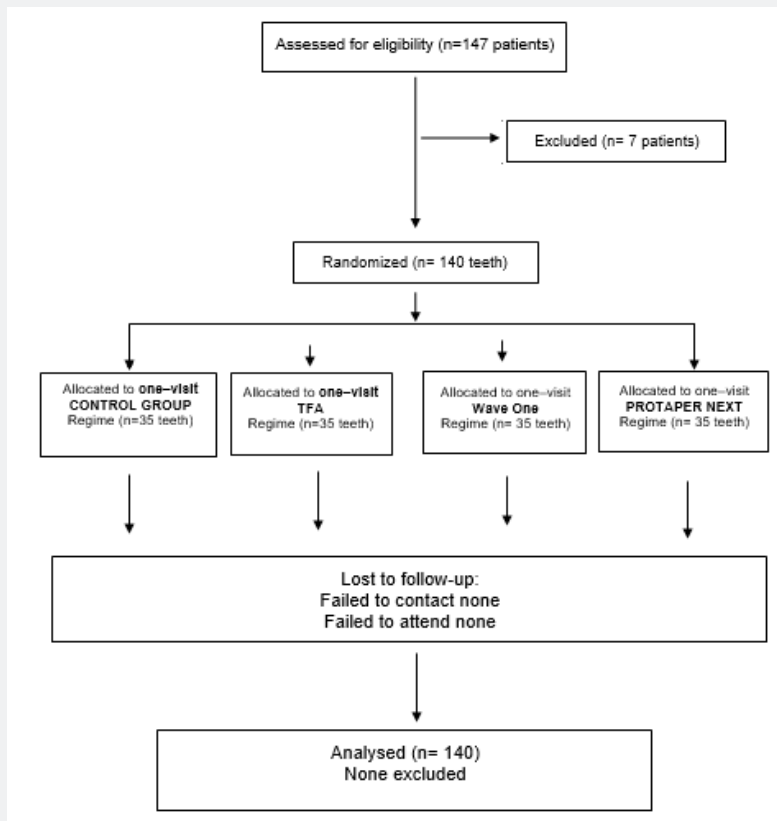 Assessed for eligibility (n=147 patients)
Excluded (n= 7 patients)
Randomized (n= 140 teeth)
Allocated to one–visit
CONTROL GROUP
Regime (n=35 teeth)
Allocated to one–visit
TFA
Regime (n=35 teeth)
Allocated to one–visit
Wave One
Regime (n= 35 teeth)
Allocated to one–visit
PROTAPER NEXT
Regime (n= 35 teeth)
Lost to follow-up:
Failed to contact none
Failed to attend none
Analysed (n= 140)
None excluded